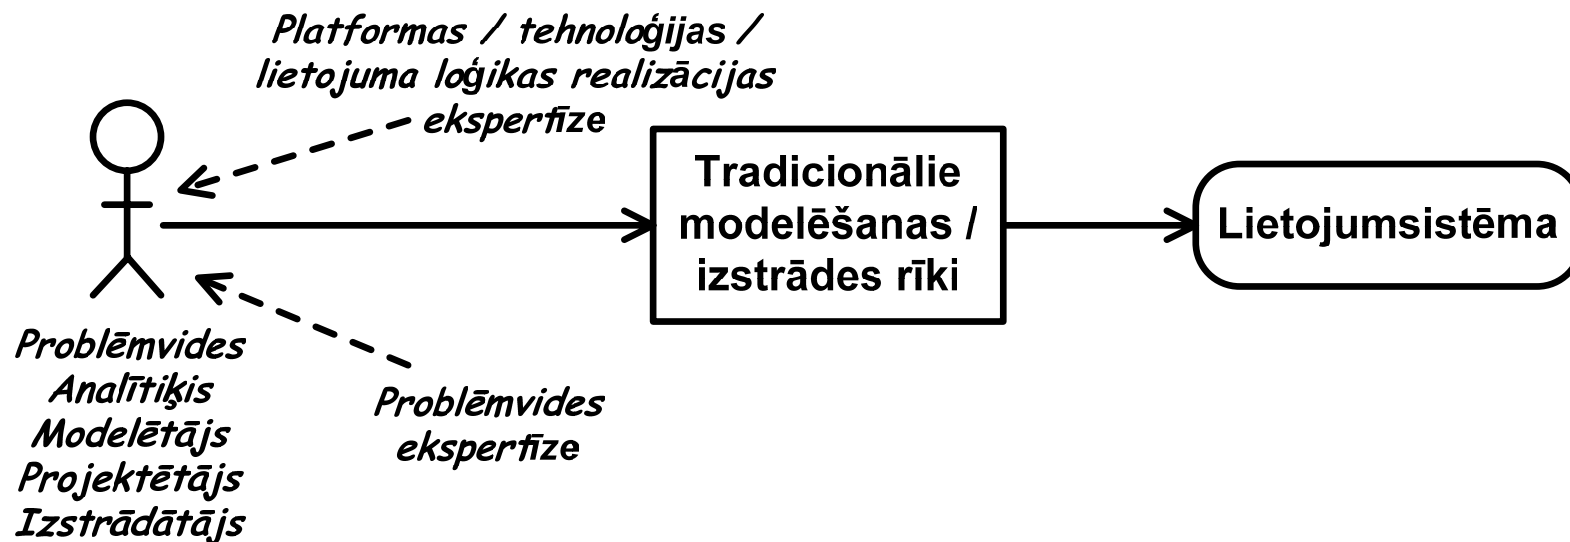 Platformas / tehnoloģijas /
lietojuma loģikas realizācijas
ekspertīze
Tradicionālie
modelēšanas /
izstrādes rīki
Lietojumsistēma
Problēmvides
Analītiķis
Modelētājs
Projektētājs
Izstrādātājs
Problēmvides
ekspertīze